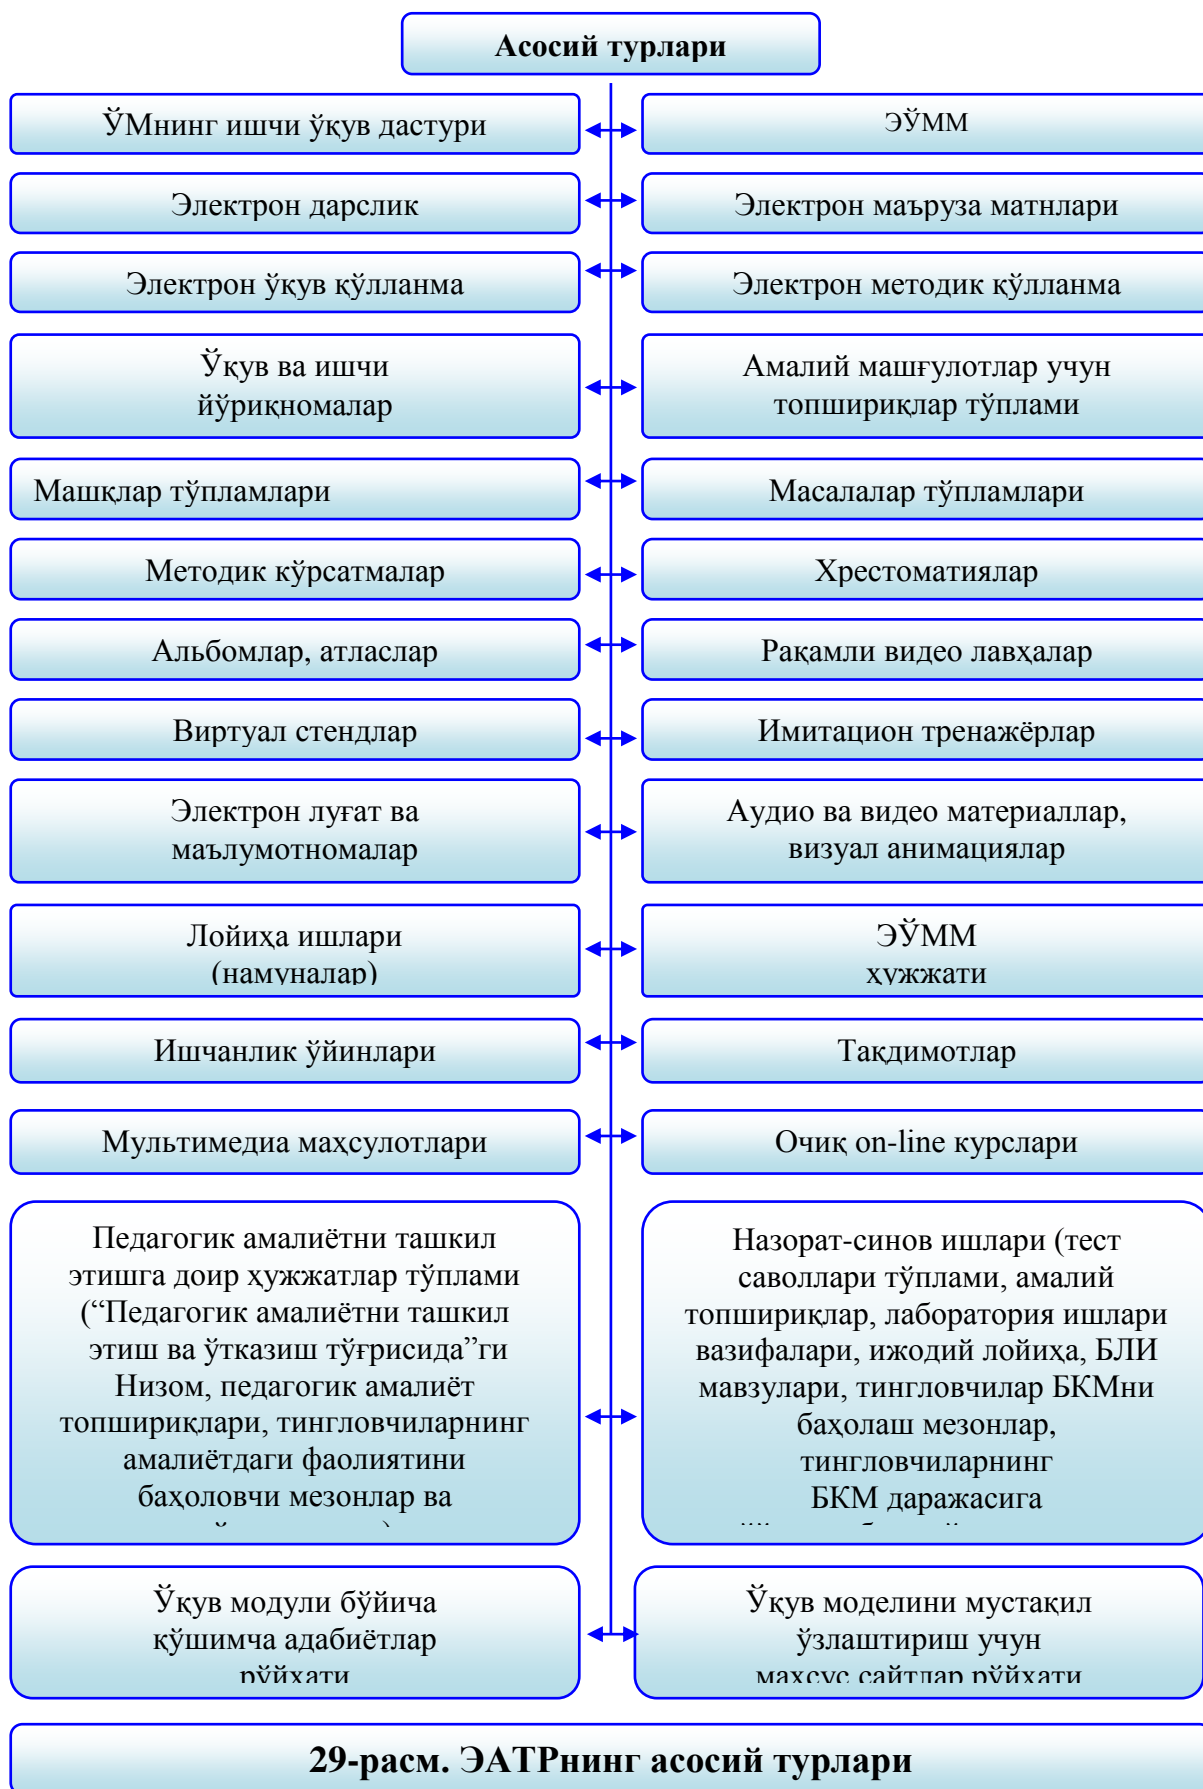 Асосий турлари
ЎМнинг ишчи ўқув дастури
ЭЎММ
Электрон дарслик
Электрон маъруза матнлари
Электрон ўқув қўлланма
Электрон методик қўлланма
Ўқув ва ишчи
йўриқномалар
Амалий машғулотлар учун
топшириқлар тўплами
Машқлар тўпламлари
Масалалар тўпламлари
Методик кўрсатмалар
Хрестоматиялар
Альбомлар, атласлар
Рақамли видео лавҳалар
Виртуал стендлар
Имитацион тренажёрлар
Электрон луғат ва
маълумотномалар
Аудио ва видео материаллар,
визуал анимациялар
Лойиҳа ишлари
(намуналар)
ЭЎММ
ҳужжати
Ишчанлик ўйинлари
Тақдимотлар
Мультимедиа маҳсулотлари
Очиқ on-line курслари
Педагогик амалиётни ташкил
этишга доир ҳужжатлар тўплами
(“Педагогик амалиётни ташкил
этиш ва ўтказиш тўғрисида”ги
Низом, педагогик амалиёт
топшириқлари, тингловчиларнинг
амалиётдаги фаолиятини
баҳоловчи мезонлар ва
Назорат-синов ишлари (тест
саволлари тўплами, амалий
топшириқлар, лаборатория ишлари
вазифалари, ижодий лойиҳа, БЛИ
мавзулари, тингловчилар БКМни
баҳолаш мезонлар,
тингловчиларнинг
БКМ даражасига
Ўқув модули бўйича
қўшимча адабиётлар
рўйхати
Ўқув моделини мустақил
ўзлаштириш учун
махсус сайтлар рўйхати
29-расм. ЭАТРнинг асосий турлари